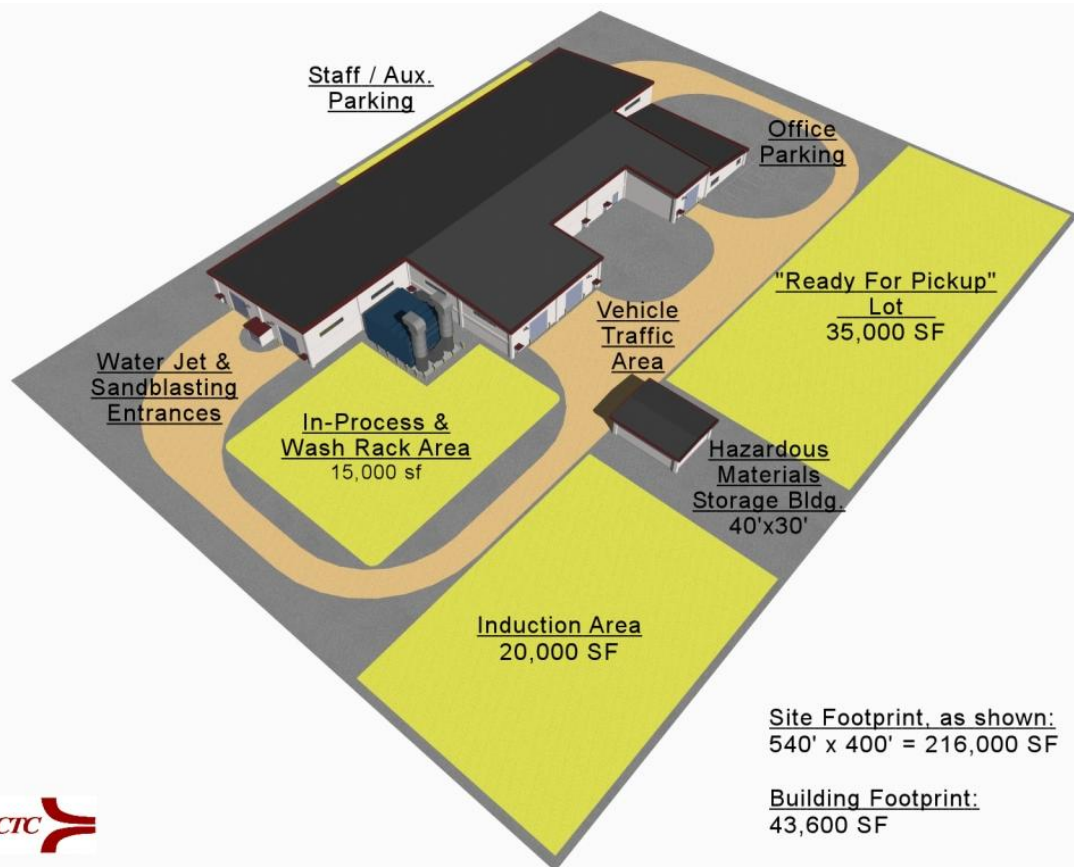 Staff / Aux.
Parking
Office
Parking
"Ready For Pickup"
Lot
35,000 SF
Vehicle
Traffic
Area
Water Jet &
Sandblasting
Entrances
In-Process &
Wash Rack Area
15,000 sf
Hazardous
Materials
Storage Bldg.
40'x30'
Induction Area
20,000 SF
Site Footprint, as shown:
540' x 400' = 216,000 SF
Building Footprint:
43,600 SF
CTC